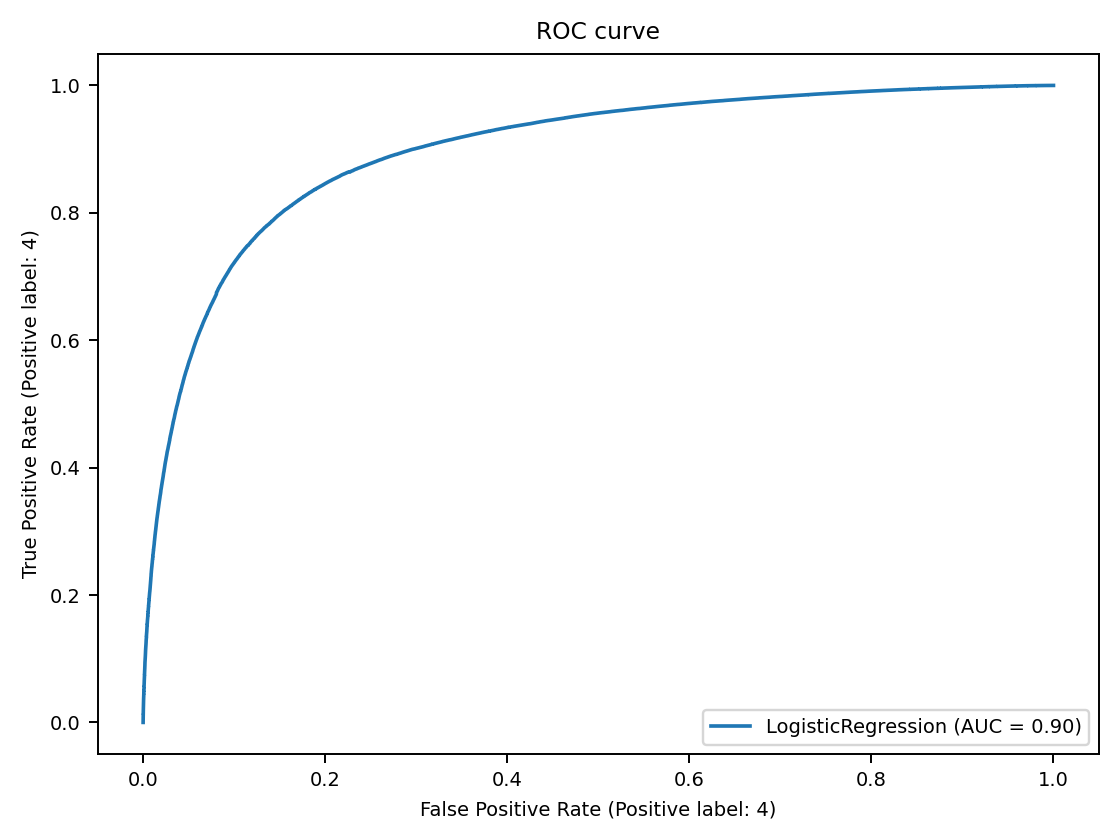 ROC curve
True Positive Rate (Positive label: 4)
1.0
0.8
0.6
0.4
0.2
0.0
LogisticRegression (AUC = 0.90)
0.0 0.2 0.4 0.6 0.8 1.0
False Positive Rate (Positive label: 4)